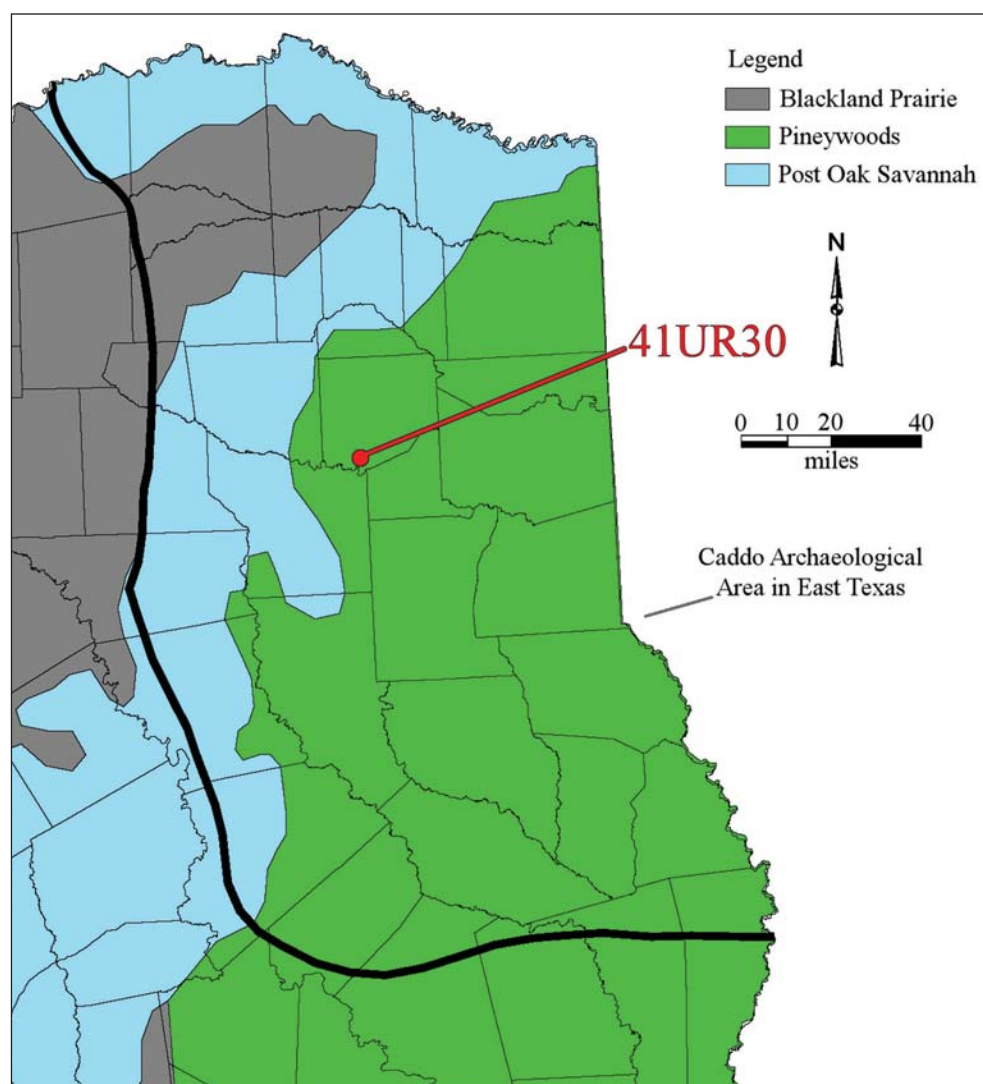 Legend
Blackland Prairie
Pineywoods
Post Oak Savannah
N
41UR30
0 10 20 40
miles
Caddo Archaeological
Area in East Texas